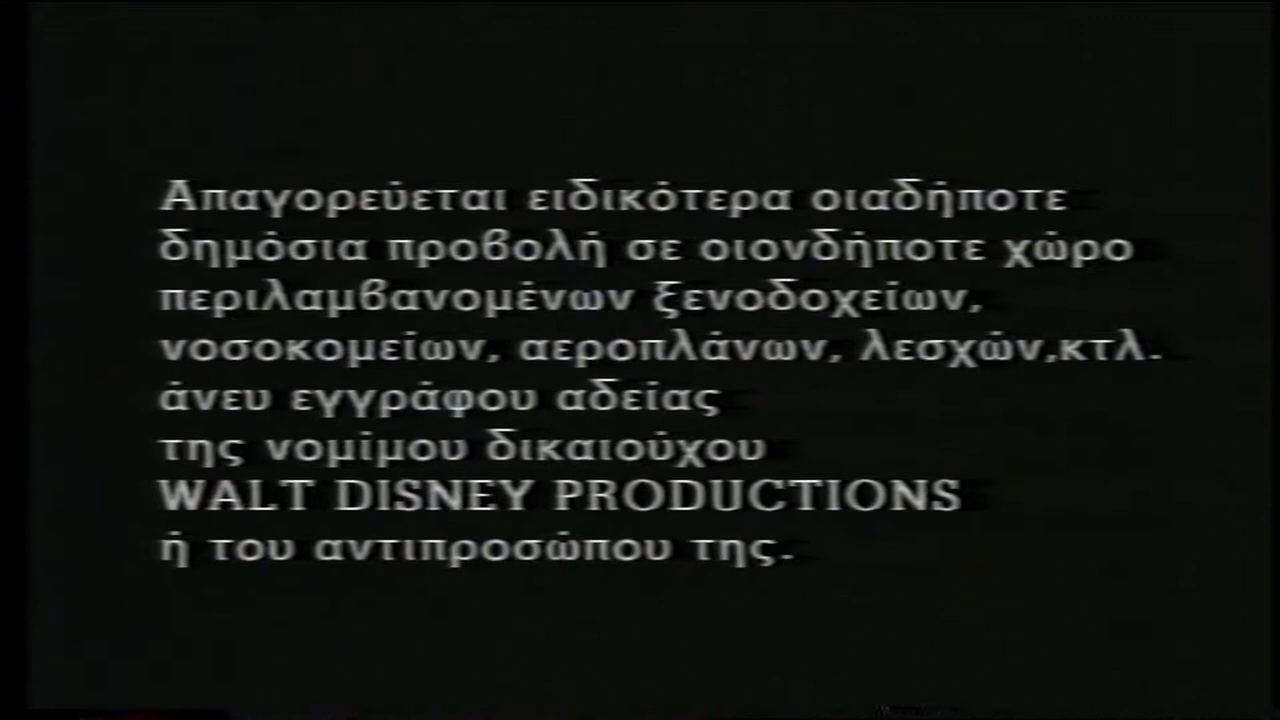 Απαγορεύεται ειδικότερα οιαδήποτε
δημόσια προβολή σε οιονδήποτε χώρο
περιλαμβανομένων ξενοδοχείων,
νοσοκομείων, αεροπλάνων, λεσχών,κτλ.
άνευ εγγράφου αδείας
της νομίμου δικαιούχου
WALT DISNEY PRODUCTIONS
ή του αντιπροσώπου της.